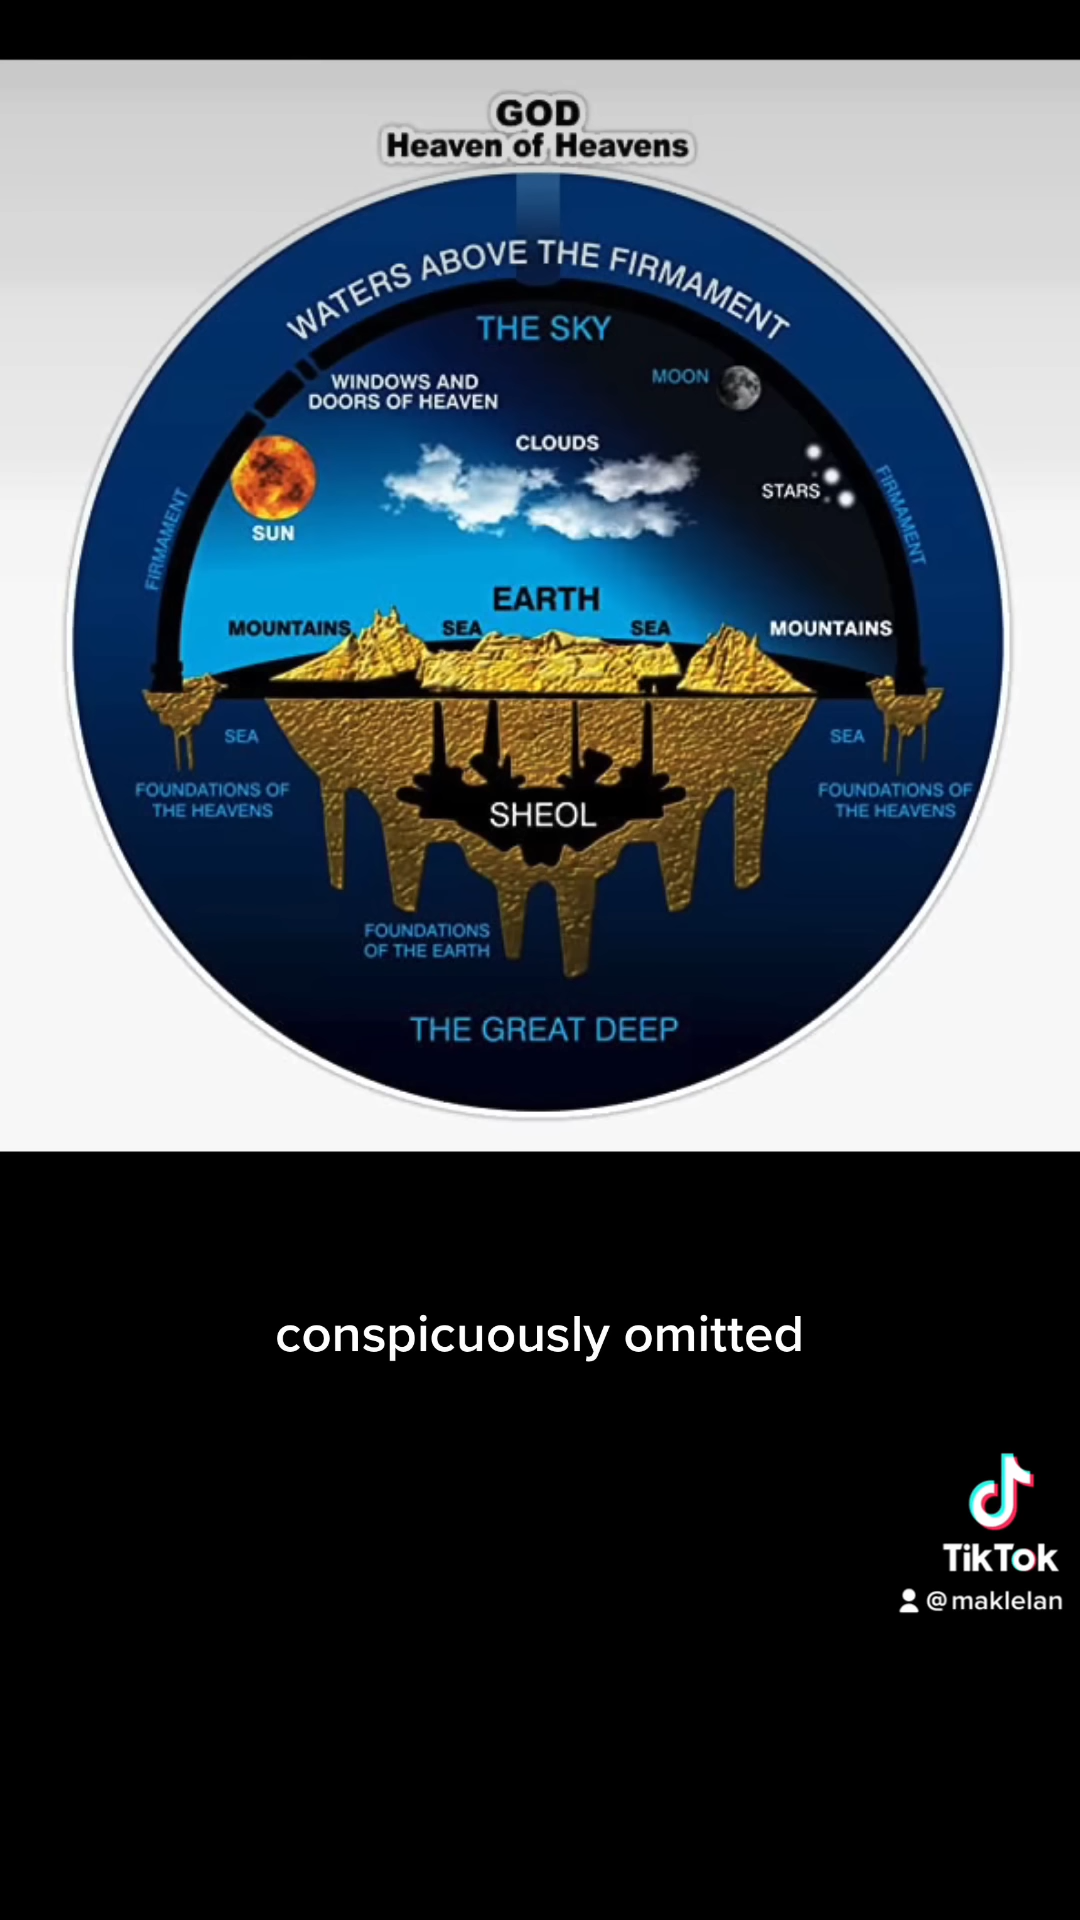 GOD
Heaven of Heavens
WATERS ABOVE THE FIRMAMENT
THE SKY
WINDOWS AND
DOORS OF HEAVEN
MOON
CLOUDS
STARS
SUN
FIRMAMENT
FIRMAMENT
EARTH
MOUNTAINS
SEA
SEA
MOUNTAINS
SEA
SEA
FOUNDATIONS OF
THE HEAVENS
FOUNDATIONS OF
THE HEAVENS
SHEOL
FOUNDATIONS
OF THE EARTH
THE GREAT DEEP
conspicuously omitted
TikTok
@maklelan